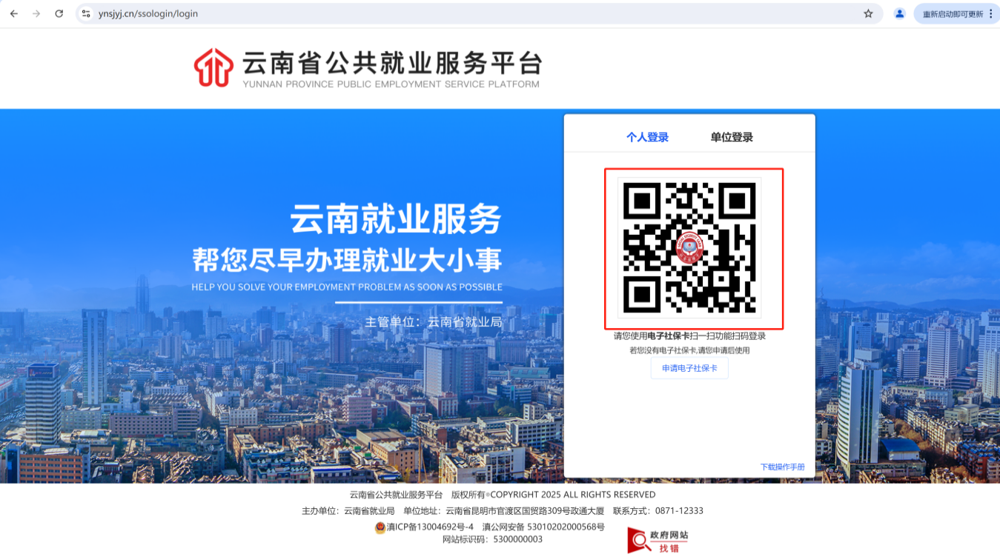 ynsjyj.cn/ssologin/login
重新启动即可更新
云南省公共就业服务平台
YUNNAN PROVINCE PUBLIC EMPLOYMENT SERVICE PLATFORM
个人登录 单位登录
云南就业服务
帮您尽早办理就业大小事
HELP YOU SOLVE YOUR EMPLOYMENT PROBLEM AS SOON AS POSSIBLE
主管单位：云南省就业局
请您使用电子社保卡扫一扫功能扫码登录
若您没有电子社保卡,请您申请后使用
申请电子社保卡
下载操作手册
云南省公共就业服务平台 版权所有©COPYRIGHT 2025 ALL RIGHTS RESERVED
主办单位：云南省就业局 单位地址：云南省昆明市官渡区国贸路309号政通大厦 联系方式：0871-12333
滇ICP备13004692号-4 滇公网安备 53010202000568号
网站标识码：5300000003
政府网站
找错